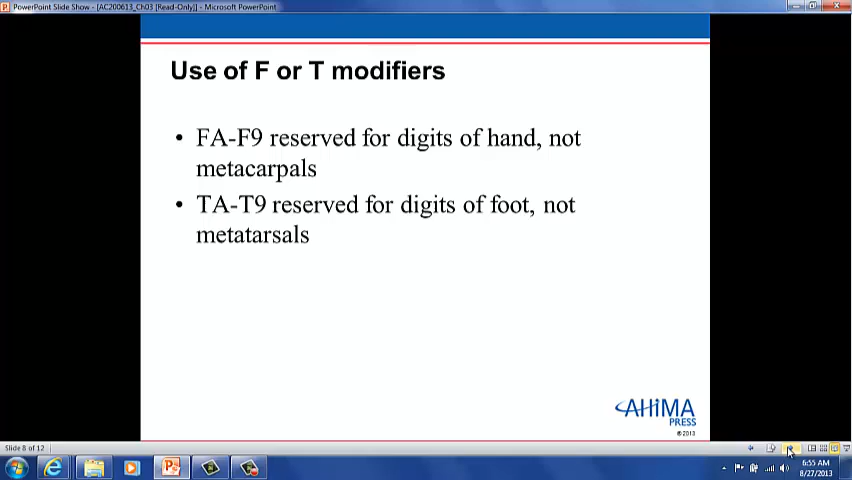 PowerPoint Slide Show - [AC200613_Ch03 [Read-Only]] - Microsoft PowerPoint
Use of F or T modifiers
• FA-F9 reserved for digits of hand, not
metacarpals
• TA-T9 reserved for digits of foot, not
metatarsals
AHIMA
PRESS
© 2013
Slide 8 of 12
6:55 AM
8/27/2013